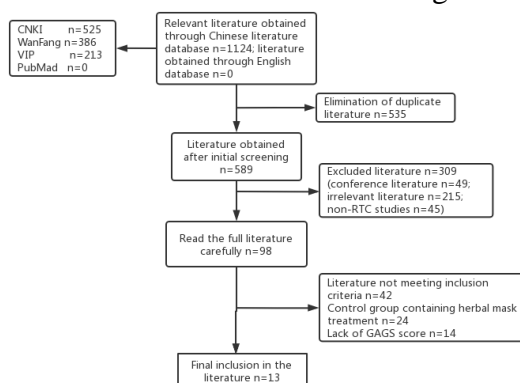 CNKI n=525
WanFang n=386
VIP n=213
PubMad n=0
Relevant literature obtained
through Chinese literature
database n=1124; literature
obtained through English
database n=0
Elimination of duplicate
literature n=535
Literature obtained
after initial screening
n=589
Excluded literature n=309
(conference literature n=49;
irrelevant literature n=215;
non-RTC studies n=45)
Read the full literature
carefully n=98
Literature not meeting inclusion
criteria n=42
Control group containing herbal mask
treatment n=24
Lack of GAGS score n=14
Final inclusion in the
literature n=13